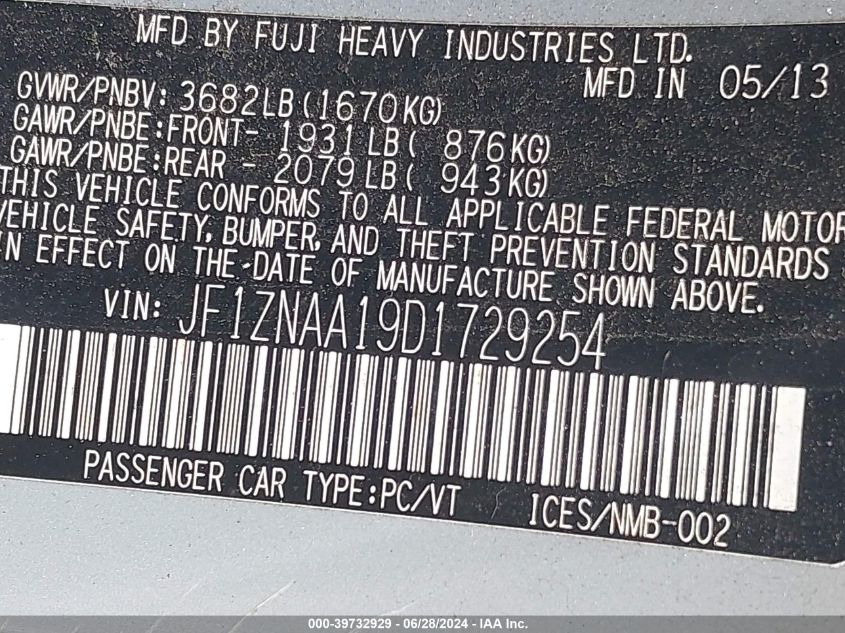 MFD BY FUJI HEAVY INDUSTRIES LTD.
MFD IN 05/13
GVWR/PNBV: 3682LB(1670KG)
GAWR/PNBE:FRONT- 1931LB( 876KG)
GAWR/PNBE:REAR - 2079LB( 943KG)
THIS VEHICLE CONFORMS TO ALL APPLICABLE FEDERAL MOTOR
VEHICLE SAFETY, BUMPER, AND THEFT PREVENTION STANDARDS
IN EFFECT ON THE-DATE OF MANUFACTURE SHOWN ABOVE.
VIN: JF1ZNAA19D1729254
PASSENGER CAR TYPE:PC/VT
ICES/NMB-002
000-39732929 - 06/28/2024 - IAA Inc.